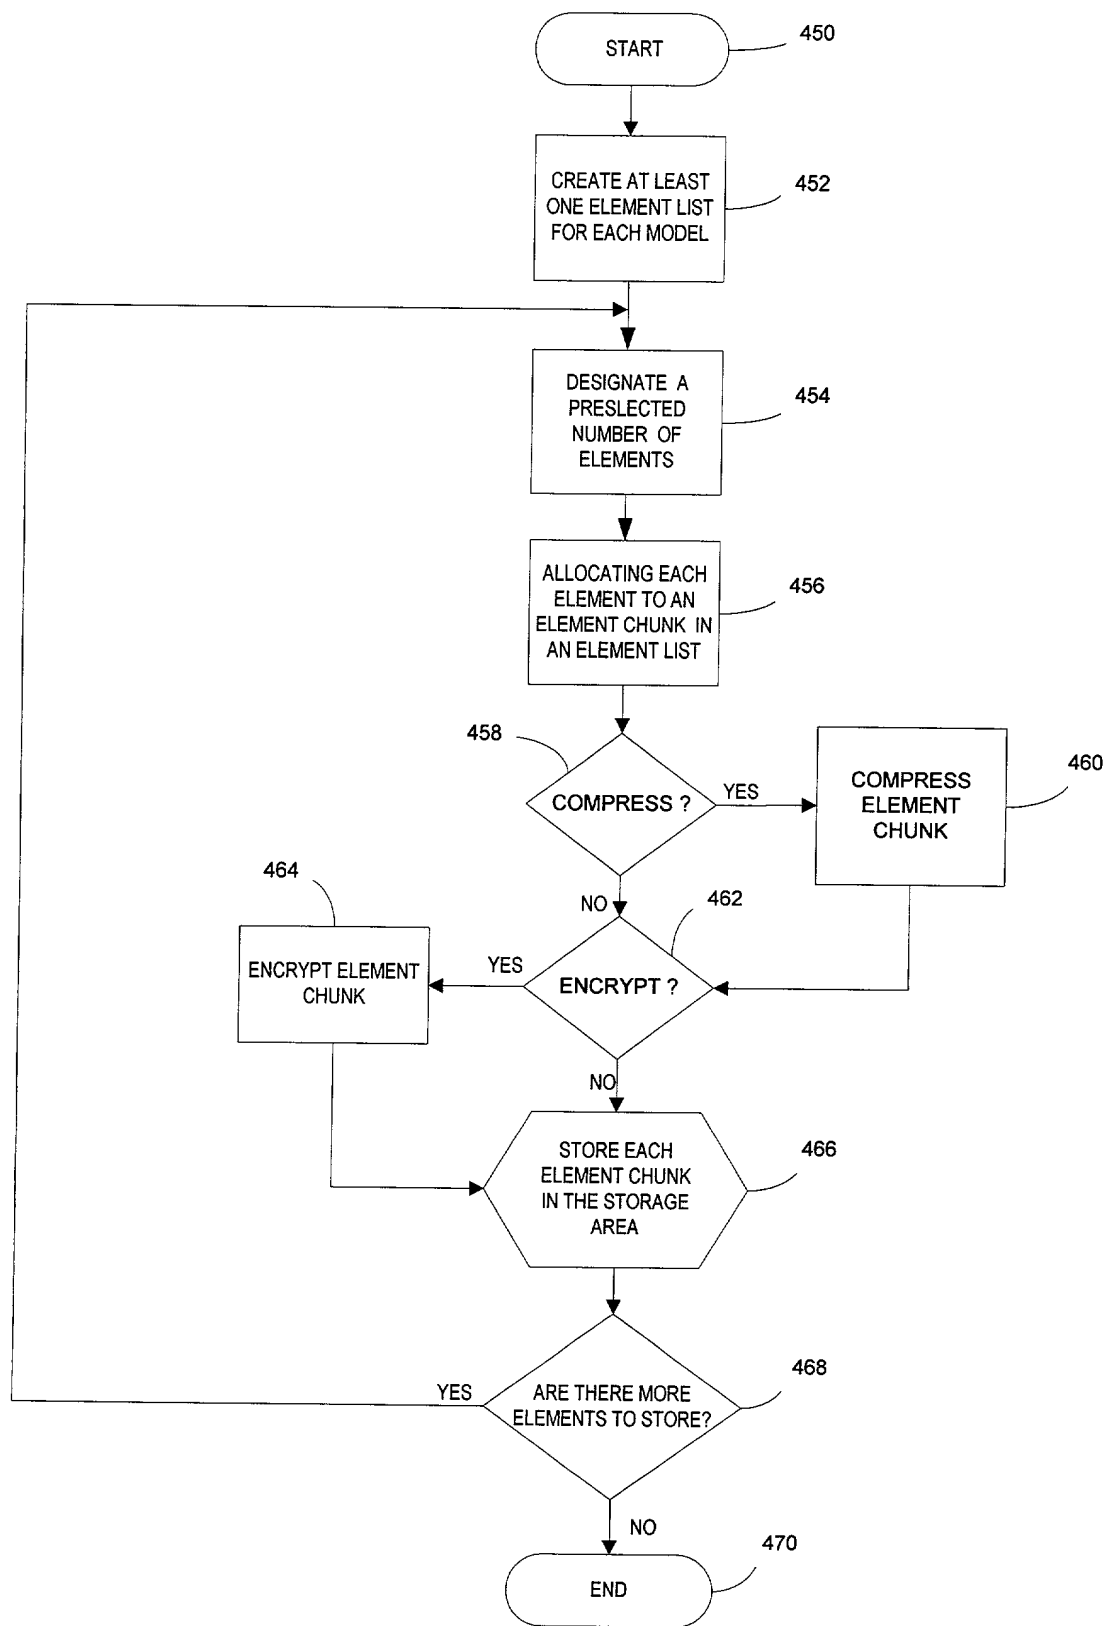 START
450
CREATE AT LEAST
ONE ELEMENT LIST
FOR EACH MODEL
452
DESIGNATE A
PRESLECTED
NUMBER OF
ELEMENTS
454
ALLOCATING EACH
ELEMENT TO AN
ELEMENT CHUNK IN
AN ELEMENT LIST
456
458
COMPRESS ?
YES
COMPRESS
ELEMENT
CHUNK
460
NO
464
ENCRYPT ELEMENT
CHUNK
YES
462
ENCRYPT ?
NO
STORE EACH
ELEMENT CHUNK
IN THE STORAGE
AREA
466
YES
ARE THERE MORE
ELEMENTS TO STORE?
468
NO
END
470